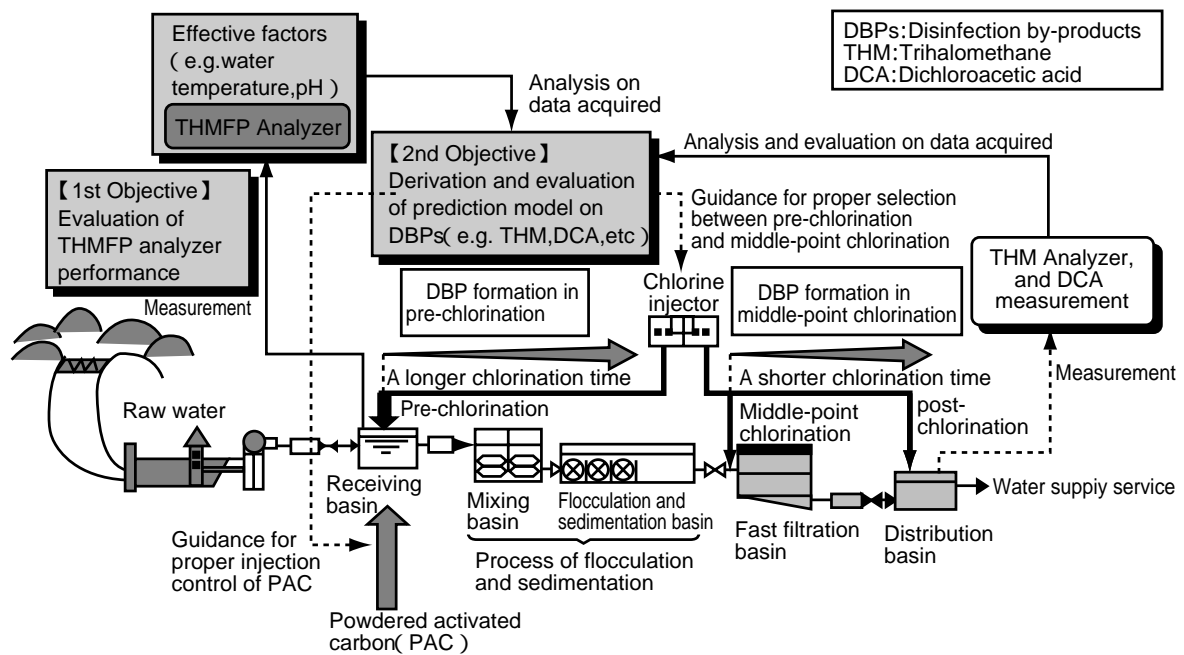 Effective factors
( e.g.water
temperature,pH )
THMFP Analyzer
Analysis on
data acquired
DBPs:Disinfection by-products
THM:Trihalomethane
DCA:Dichloroacetic acid
【1st Objective】
Evaluation of
THMFP analyzer
performance
【2nd Objective】
Derivation and evaluation
of prediction model on
DBPs( e.g. THM,DCA,etc )
Analysis and evaluation on data acquired
Guidance for proper selection
between pre-chlorination
and middle-point chlorination
THM Analyzer,
and DCA
measurement
Measurement
DBP formation in
pre-chlorination
Chlorine
injector
DBP formation in
middle-point chlorination
A longer chlorination time
A shorter chlorination time
Measurement
Raw water
Pre-chlorination
Middle-point
chlorination
post-
chlorination
Receiving
basin
Mixing
basin
Flocculation and
sedimentation basin
Fast filtration
basin
Distribution
basin
Water supply service
Guidance for
proper injection
control of PAC
Process of flocculation
and sedimentation
Powdered activated
carbon( PAC )